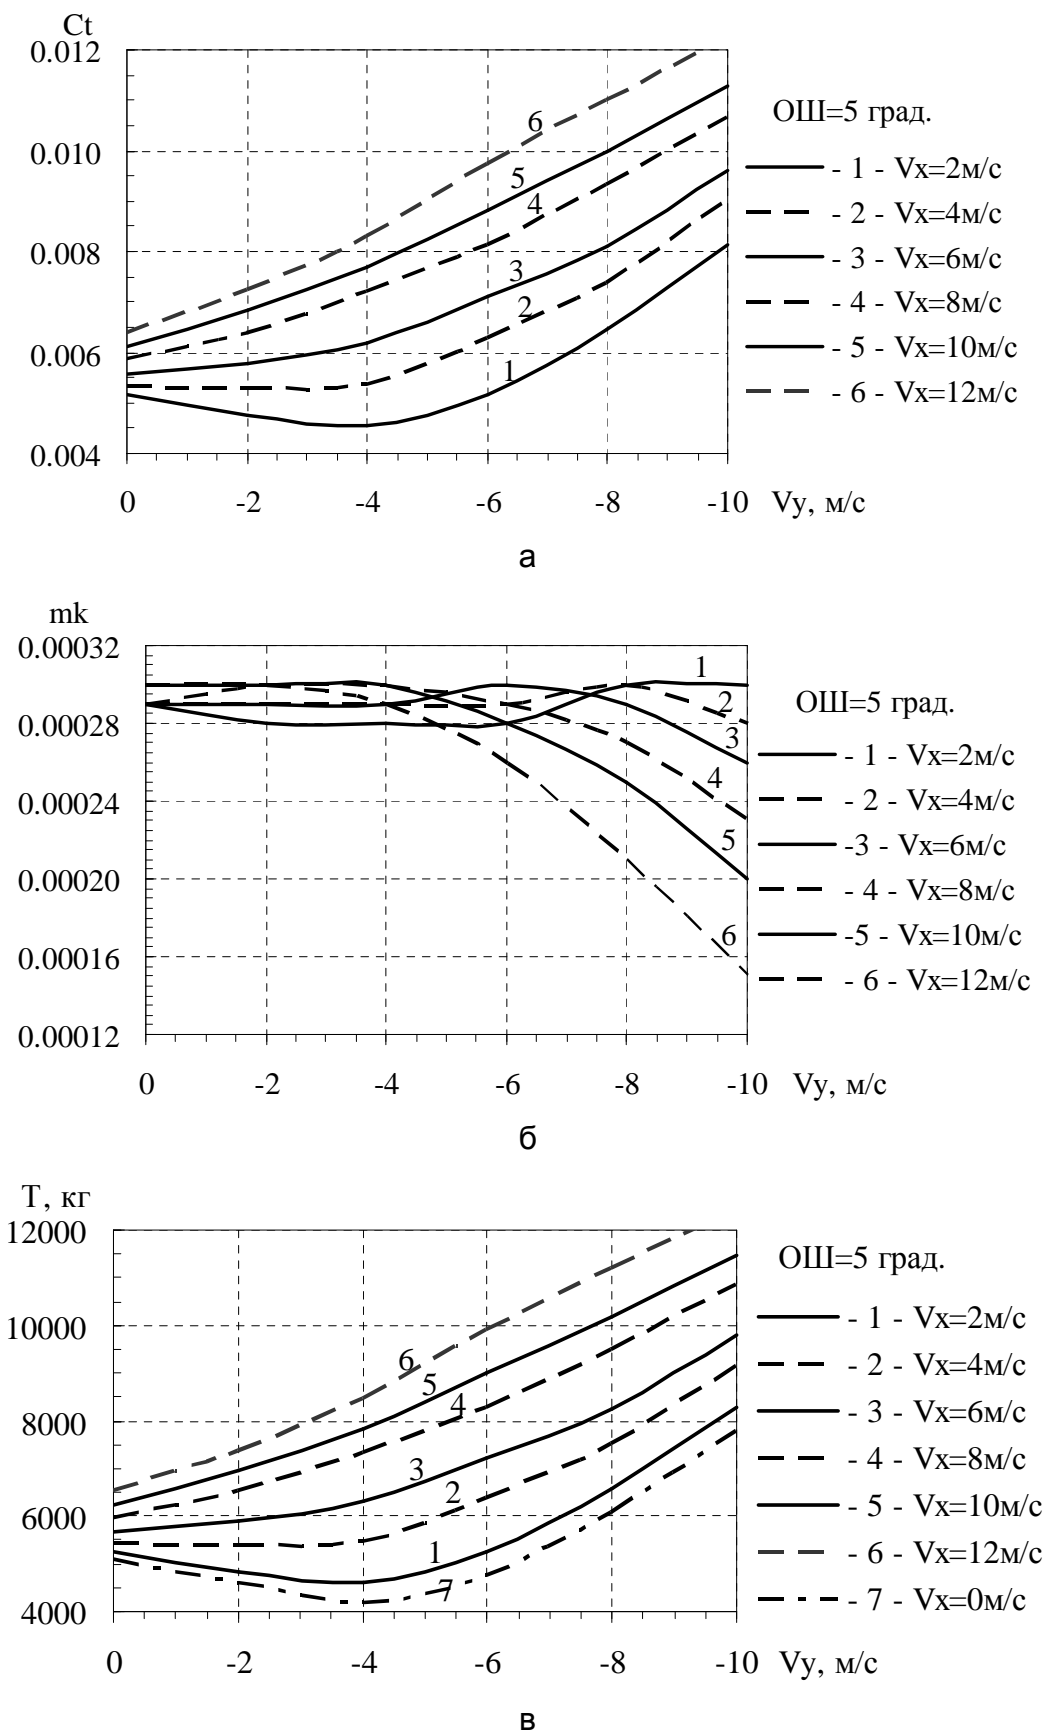 Ct
0.012
0.010
0.008
0.006
0.004
6
5
4
3
2
1
0 -2 -4 -6 -8 -10 Vy, м/с
ОШ=5 град.
- 1 - Vx=2м/с
- 2 - Vx=4м/с
- 3 - Vx=6м/с
- 4 - Vx=8м/с
- 5 - Vx=10м/с
- 6 - Vx=12м/с
а
mk
0.00032
0.00028
0.00024
0.00020
0.00016
0.00012
1
2
3
4
5
6
0 -2 -4 -6 -8 -10 Vy, м/с
ОШ=5 град.
- 1 - Vx=2м/с
- 2 - Vx=4м/с
-3 - Vx=6м/с
- 4 - Vx=8м/с
-5 - Vx=10м/с
- 6 - Vx=12м/с
б
T, кг
12000
10000
8000
6000
4000
6
5
4
3
2
1
7
0 -2 -4 -6 -8 -10 Vy, м/с
ОШ=5 град.
- 1 - Vx=2м/с
- 2 - Vx=4м/с
- 3 - Vx=6м/с
- 4 - Vx=8м/с
- 5 - Vx=10м/с
- 6 - Vx=12м/с
- 7 - Vx=0м/с
в